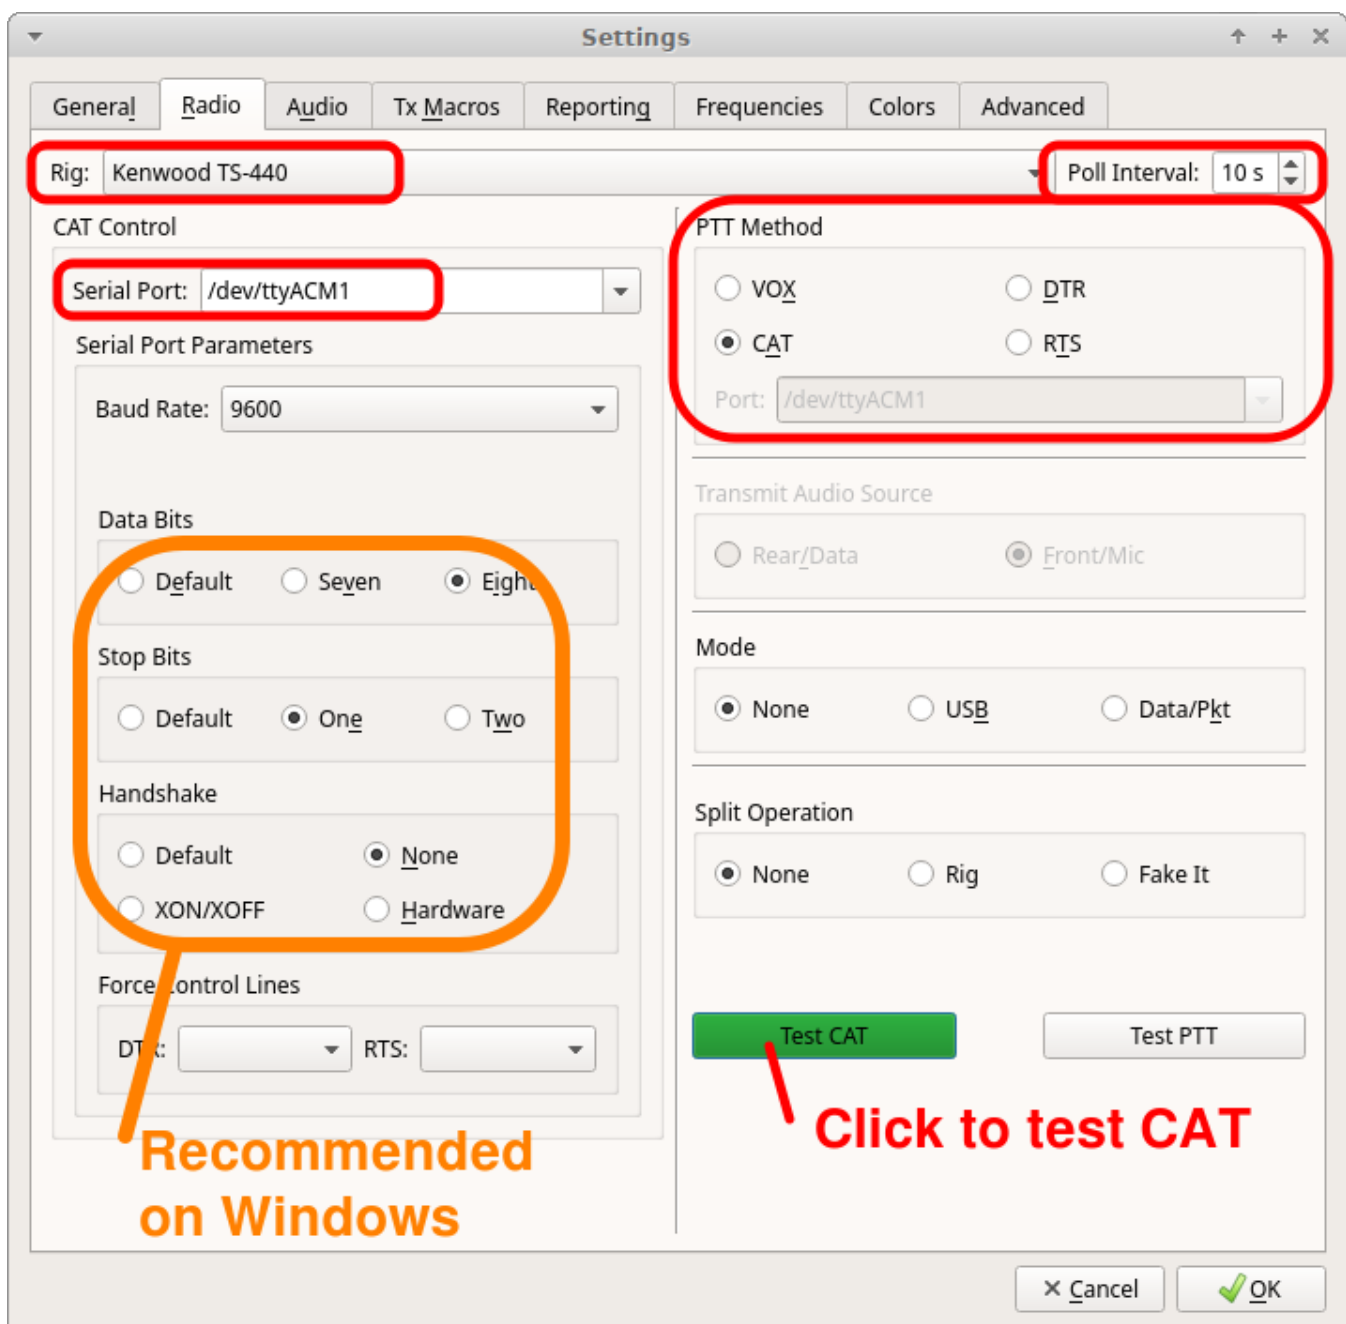 Settings
General Radio Audio Tx Macros Reporting Frequencies Colors Advanced
Rig: Kenwood TS-440 Poll Interval: 10 s
CAT Control
Serial Port: /dev/ttyACM1
Serial Port Parameters
Baud Rate: 9600
Data Bits
Default Seven Eight
Stop Bits
Default One Two
Handshake
Default None
XON/XOFF Hardware
Force Control Lines
DTR: RTS:
Recommended
on Windows
PTT Method
VOX DTR
CAT RTS
Port: /dev/ttyACM1
Transmit Audio Source
Rear/Data Front/Mic
Mode
None USB Data/Pkt
Split Operation
None Rig Fake It
Test CAT Test PTT
Click to test CAT
Cancel OK